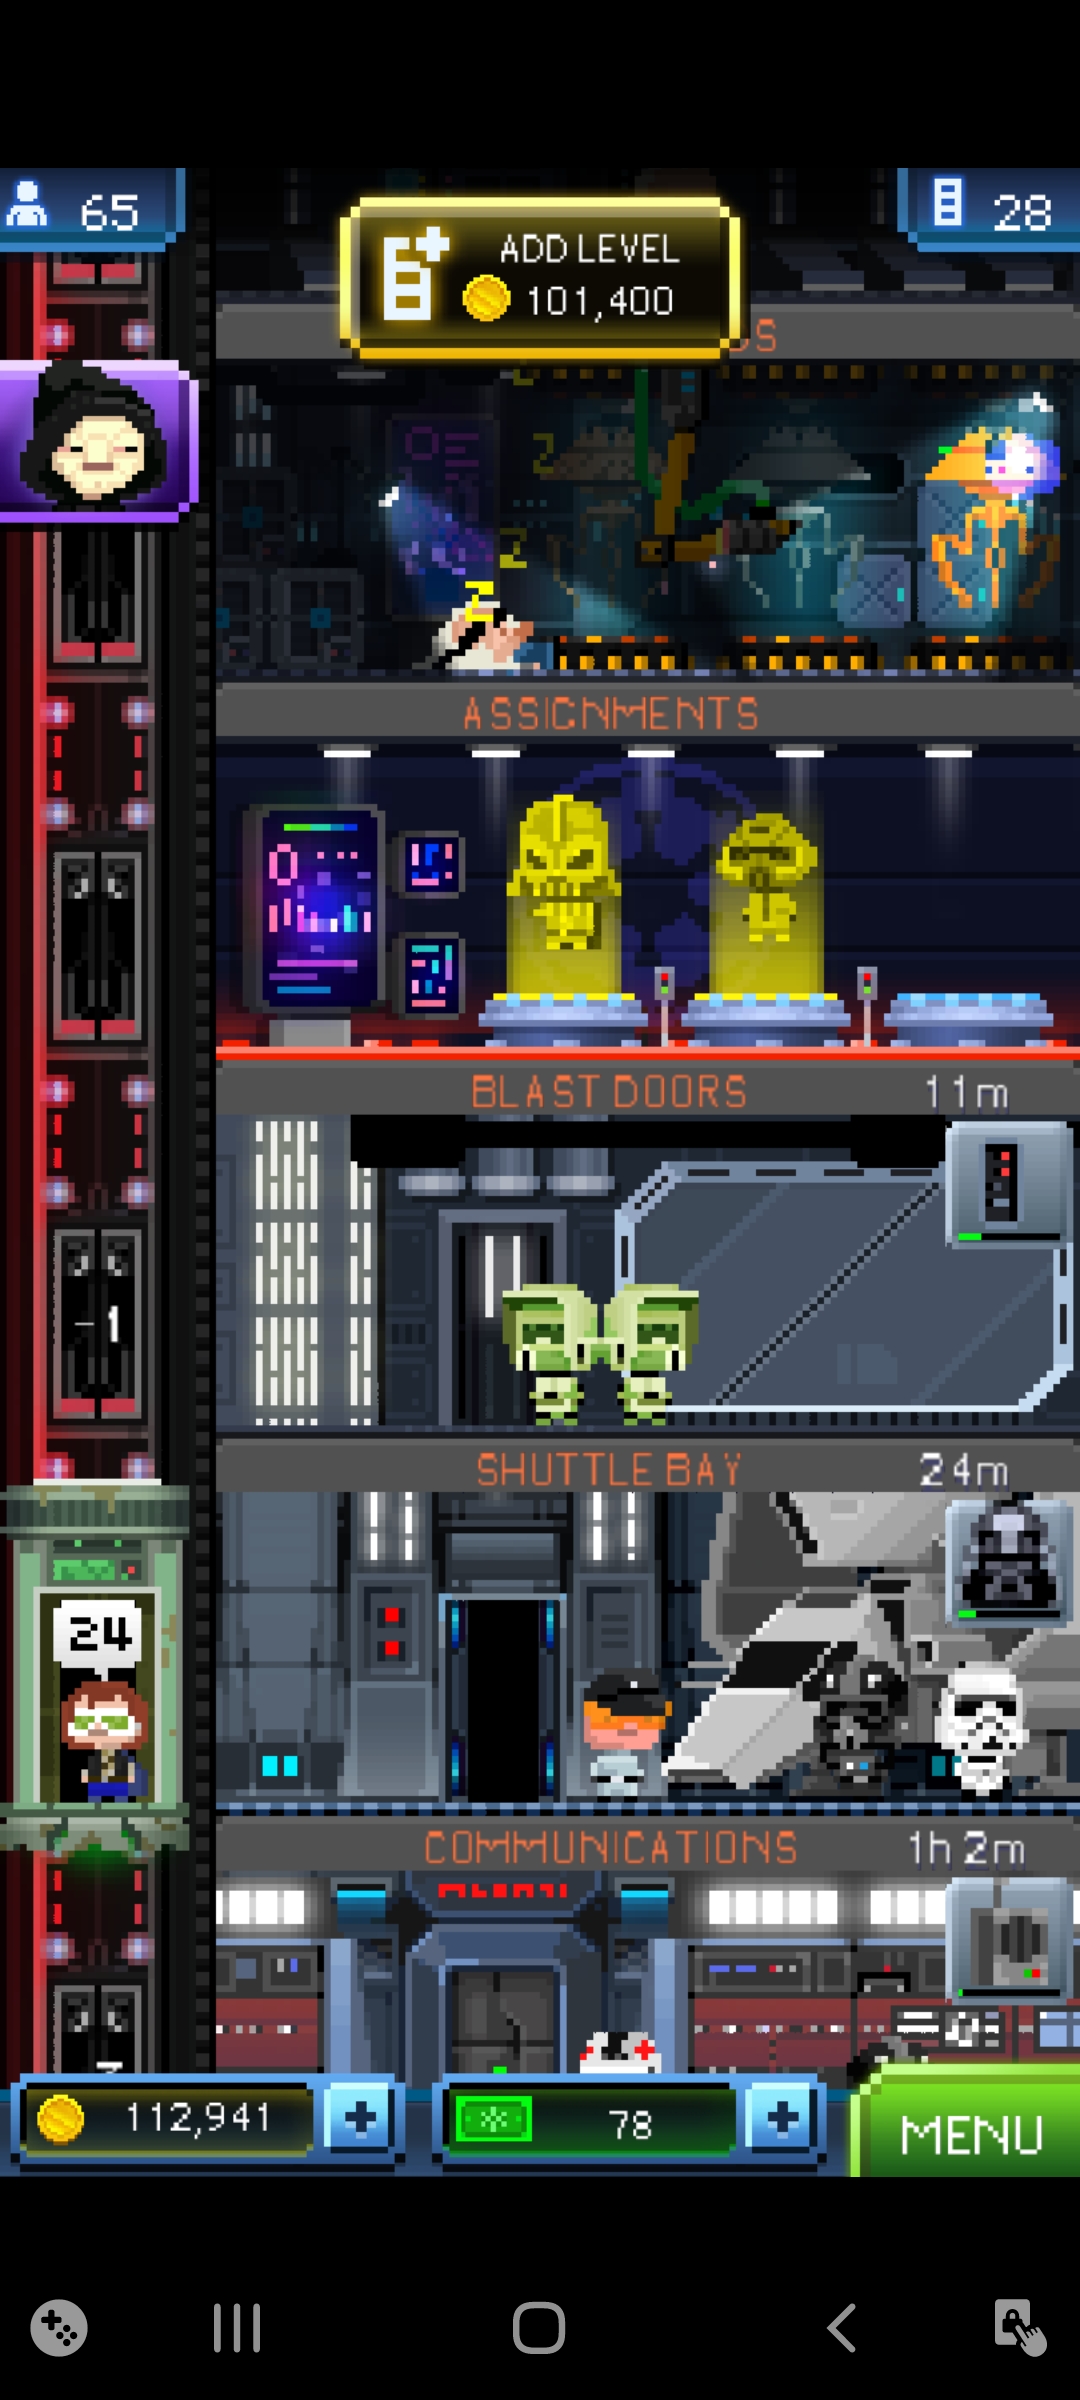 65
ADD LEVEL
101,400
28
ASSIGNMENTS
BLAST DOORS 11m
-1
SHUTTLE BAY 24m
24
COMMUNICATIONS 1h 2m
112,941
78
MENU